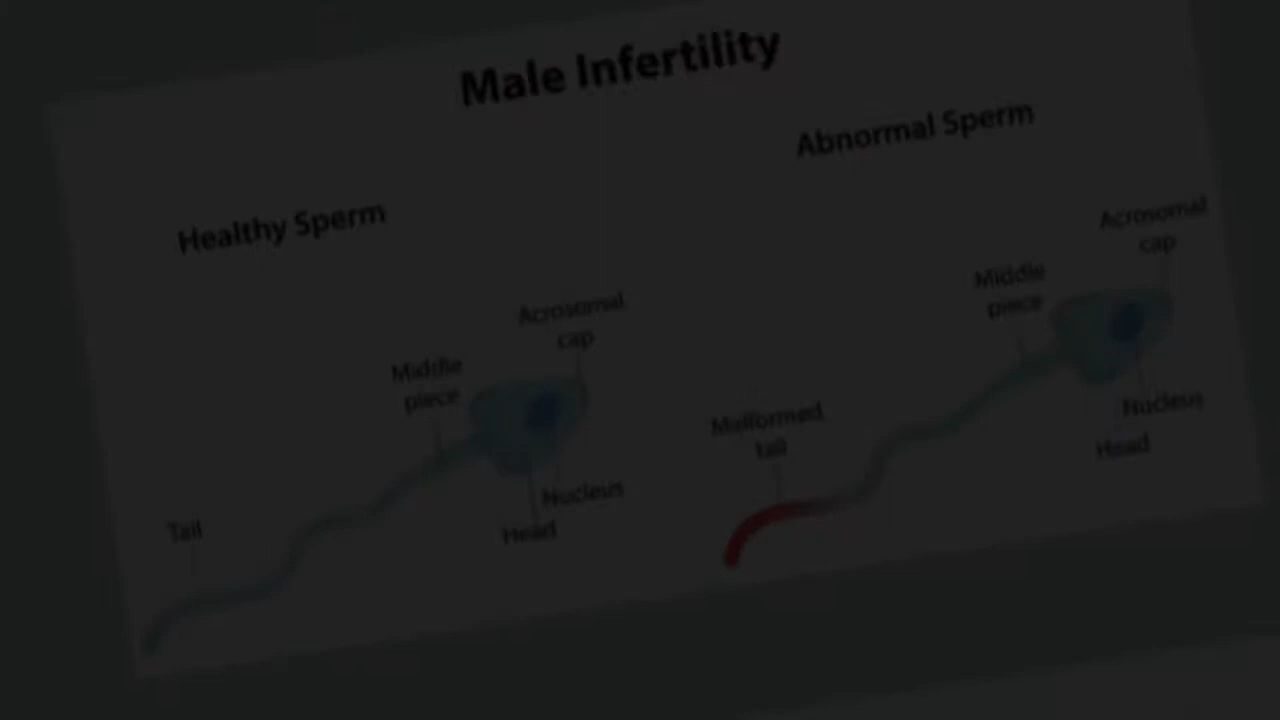 Male Infertility
Healthy Sperm
Acrosomal
cap
Middle
piece
Nucleus
Head
Tail
Abnormal Sperm
Acrosomal
cap
Middle
piece
Nucleus
Head
Malformed
tail